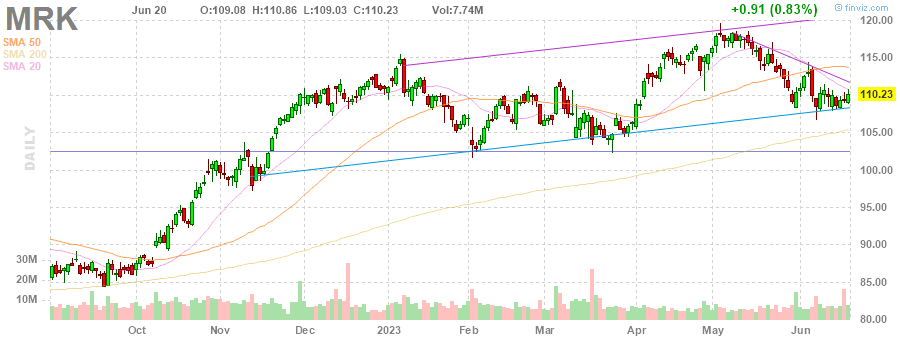 MRK
Jun 20 O:109.08 H:110.86 L:109.03 C:110.23 Vol:7.74M
+0.91 (0.83%)
© finviz.com
SMA 50
SMA 200
SMA 20
DAILY
120.00
115.00
110.23
105.00
100.00
95.00
90.00
85.00
80.00
30M
20M
10M
Oct Nov Dec 2023 Feb Mar Apr May Jun